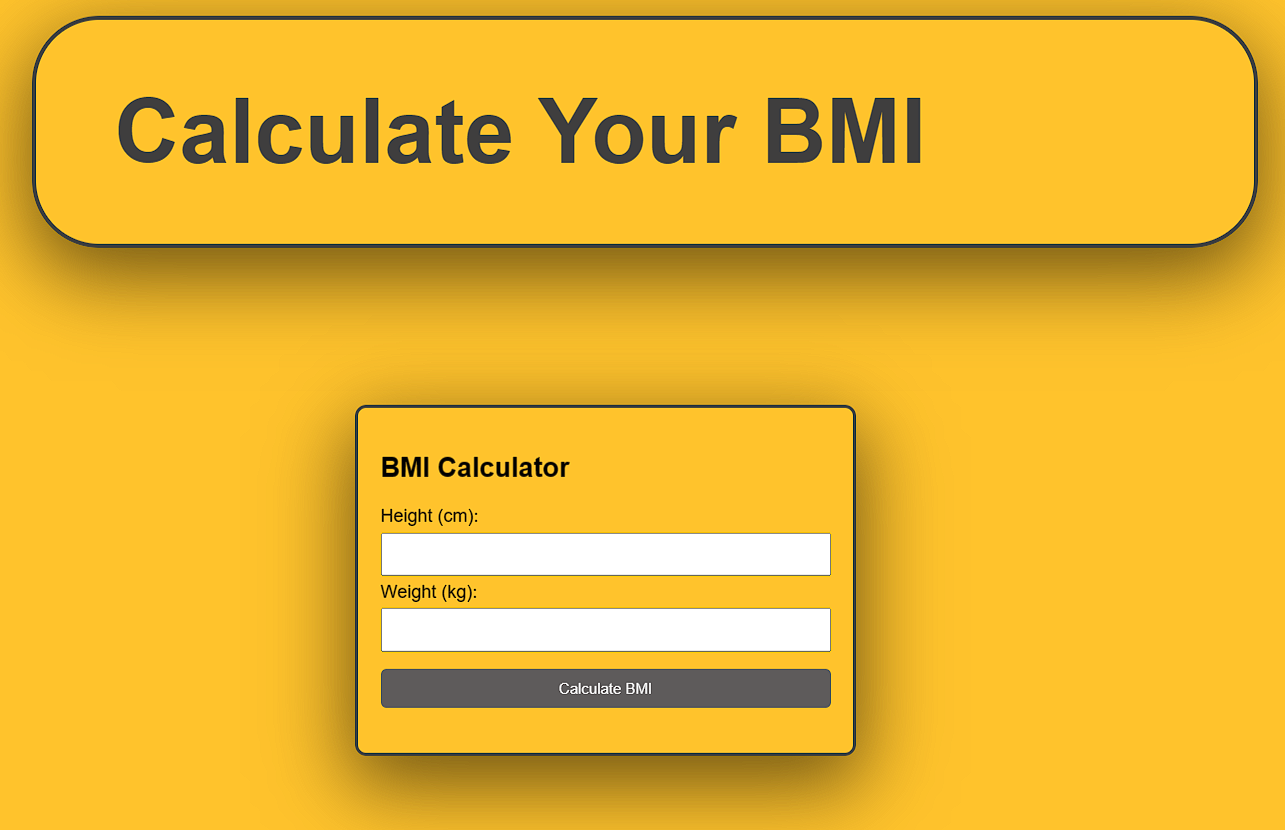 Calculate Your BMI
BMI Calculator
Height (cm):
Weight (kg):
Calculate BMI